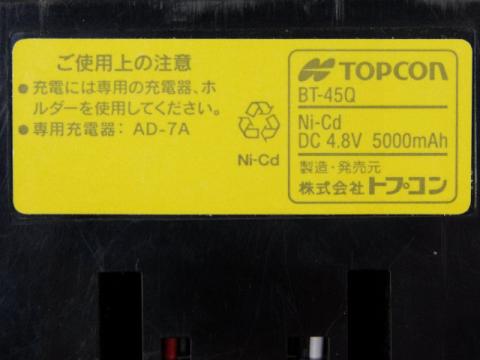 ご使用上の注意
● 充電には専用の充電器、ホ
ルダーを使用してください。
● 専用充電器: AD-7A
Ni-Cd
TOPCON
BT-45Q
Ni-Cd
DC 4.8V 5000mAh
製造・発売元
株式会社トプコン